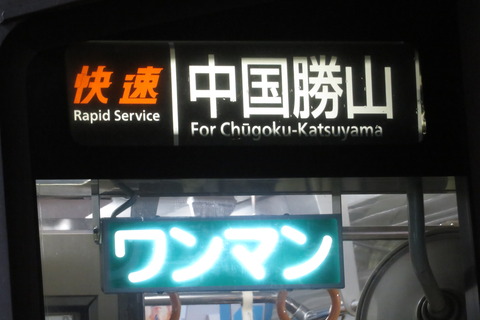 快速
Rapid Service
中国勝山
For Chūgoku-Katsuyama
ワンマン